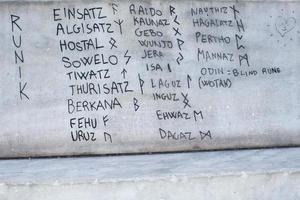 RUNIK
EINSATZ ᚨ
ALGISATZ ᛉ
HOSTAL ᛟ
SOWELO ᛊ
TIWATZ ᛏ
THURISATZ ᚦ
BERKANA ᛒ
FEHU ᚠ
URUZ ᚢ
RAIDO ᚱ
KAUNAZ ᚲ
GEBO ᚷ
WUNJO ᚹ
JERA ᛃ
ISA ᛁ
LAGUZ ᛚ
INGUZ
EHWAZ ᛖ
DAGAZ ᛞ
NAUTHIZ ᚾ
HAGALATZ ᚺ
PERTHO ᛈ
MANNAZ ᛗ
ODIN = BLIND RUNE
(WOTAN)